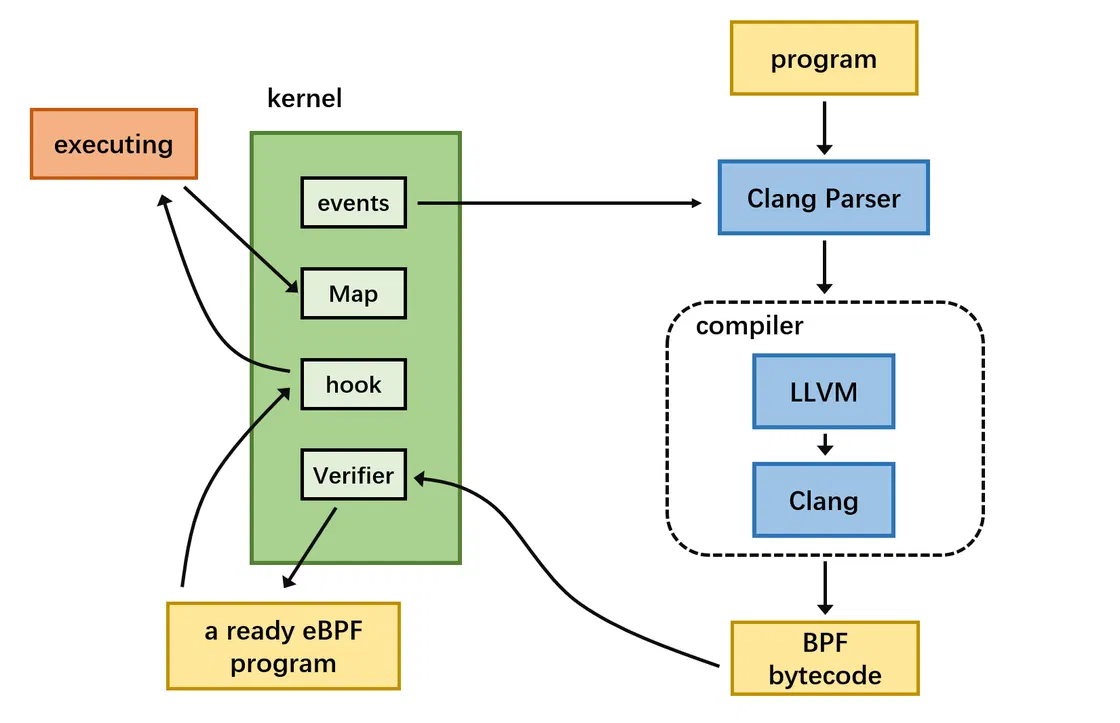 program
kernel
executing
events
Clang Parser
Map
compiler
hook
LLVM
Verifier
Clang
a ready eBPF
program
BPF
bytecode